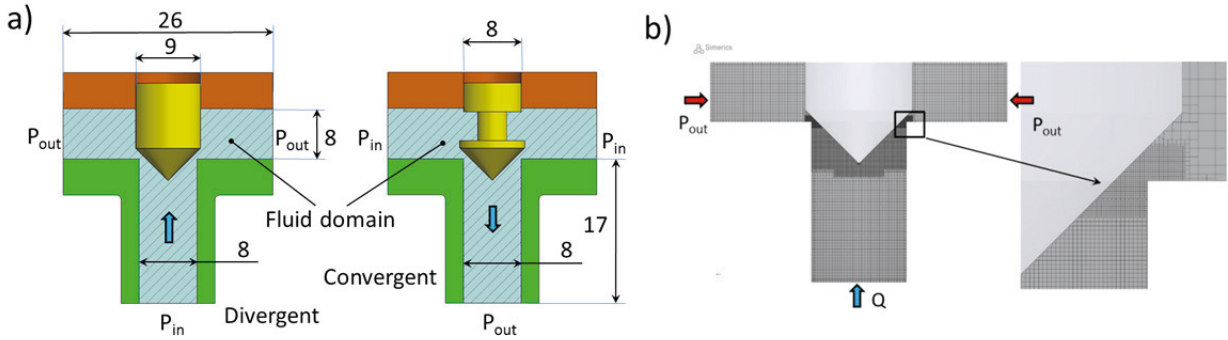 a)
26
9
8
P_out
P_out
8
P_in
P_in
Fluid domain
17
8
Convergent
8
P_in
Divergent
P_out
b)
Simerics
P_out
P_out
Q